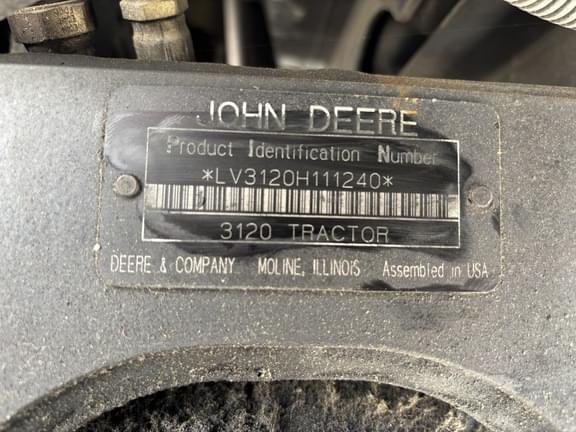 JOHN DEERE
Product Identification Number
*LV3120H111240*
3120 TRACTOR
DEERE & COMPANY MOLINE, ILLINOIS Assembled in USA